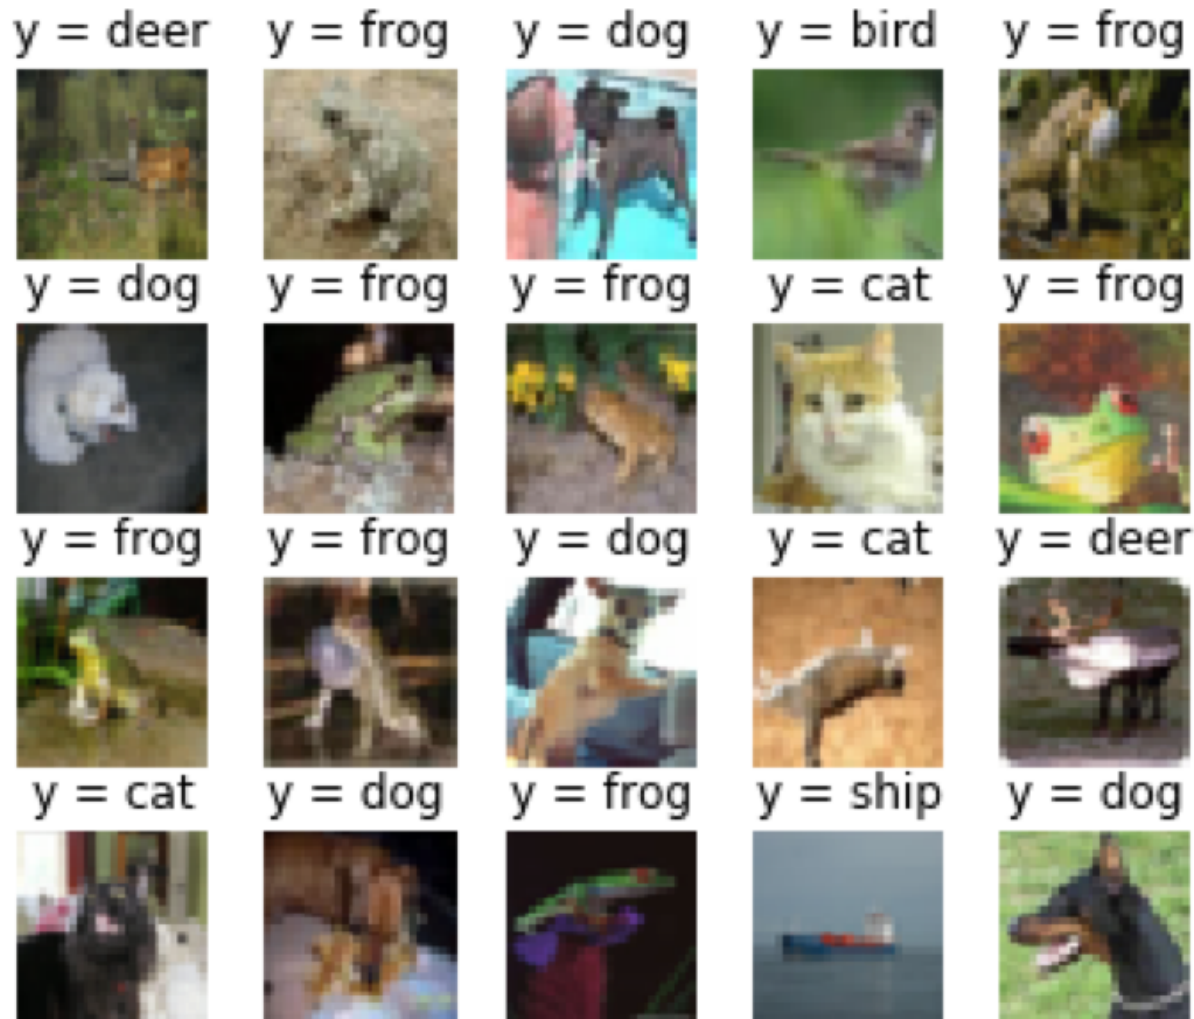 y = deer y = frog y = dog y = bird y = frog
y = dog y = frog y = frog y = cat y = frog
y = frog y = frog y = dog y = cat y = deer
y = cat y = dog y = frog y = ship y = dog